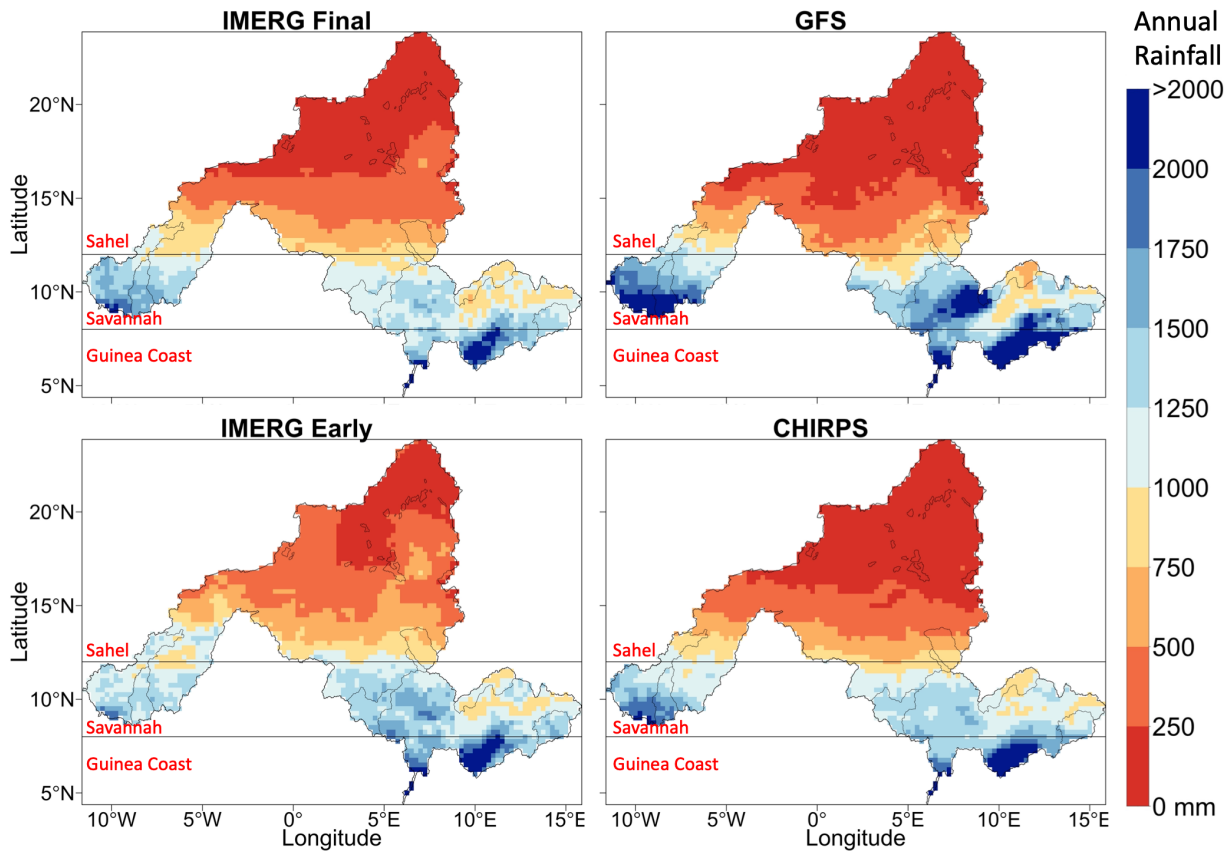 IMERG Final
GFS
Annual
Rainfall
>2000
2000
1750
1500
1250
1000
750
500
250
0 mm
Latitude
20°N
15°N
10°N
5°N
Sahel
Savannah
Guinea Coast
Sahel
Savannah
Guinea Coast
IMERG Early
CHIRPS
Latitude
20°N
15°N
10°N
5°N
Sahel
Savannah
Guinea Coast
Sahel
Savannah
Guinea Coast
10°W 5°W 0° 5°E 10°E 15°E
Longitude
10°W 5°W 0° 5°E 10°E 15°E
Longitude